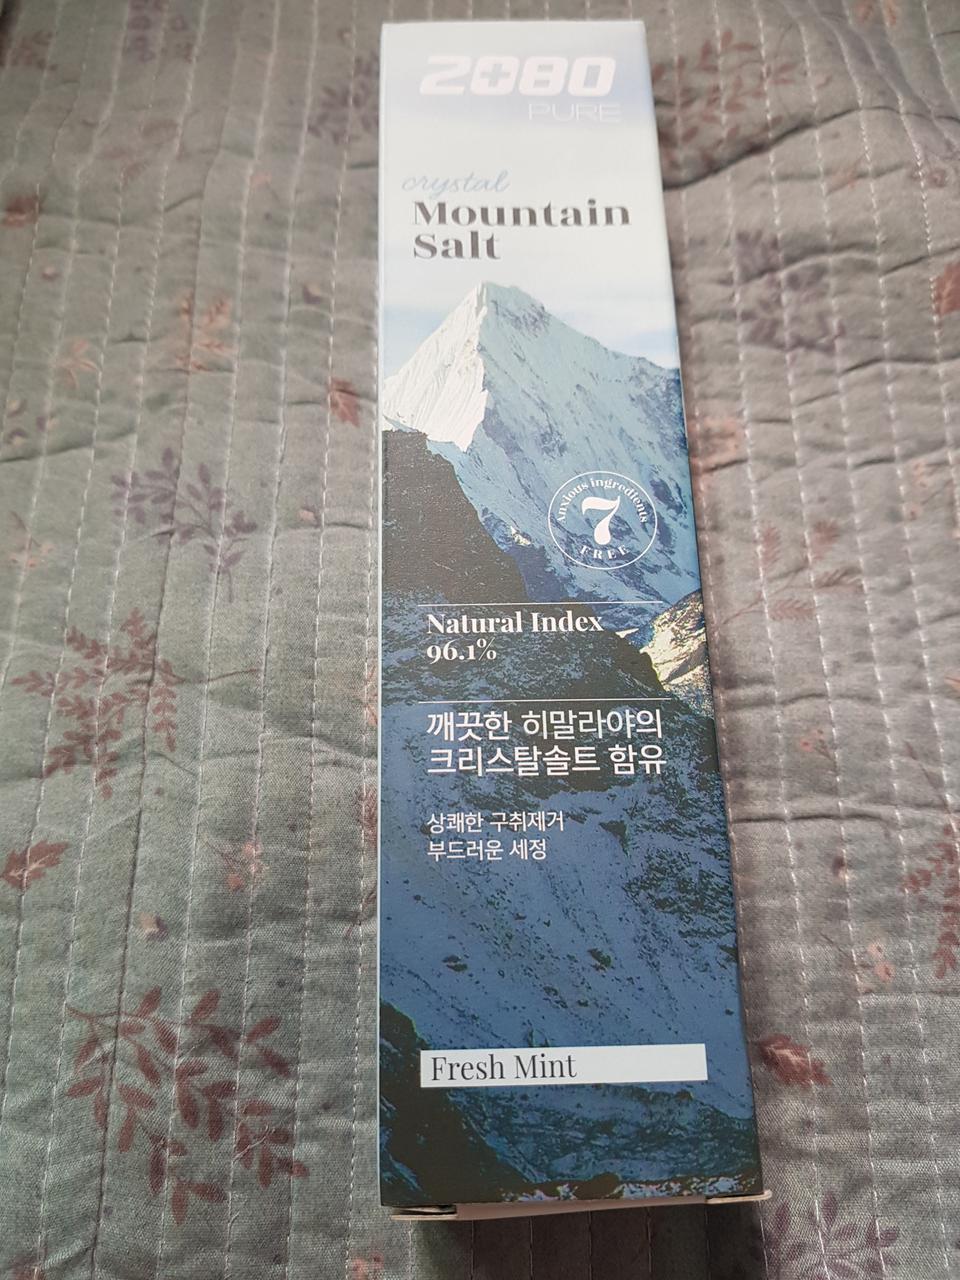 2080
PURE
crystal
Mountain
Salt
Anxious ingredients
7
FREE
Natural Index
96.1%
깨끗한 히말라야의
크리스탈솔트 함유
상쾌한 구취제거
부드러운 세정
Fresh Mint